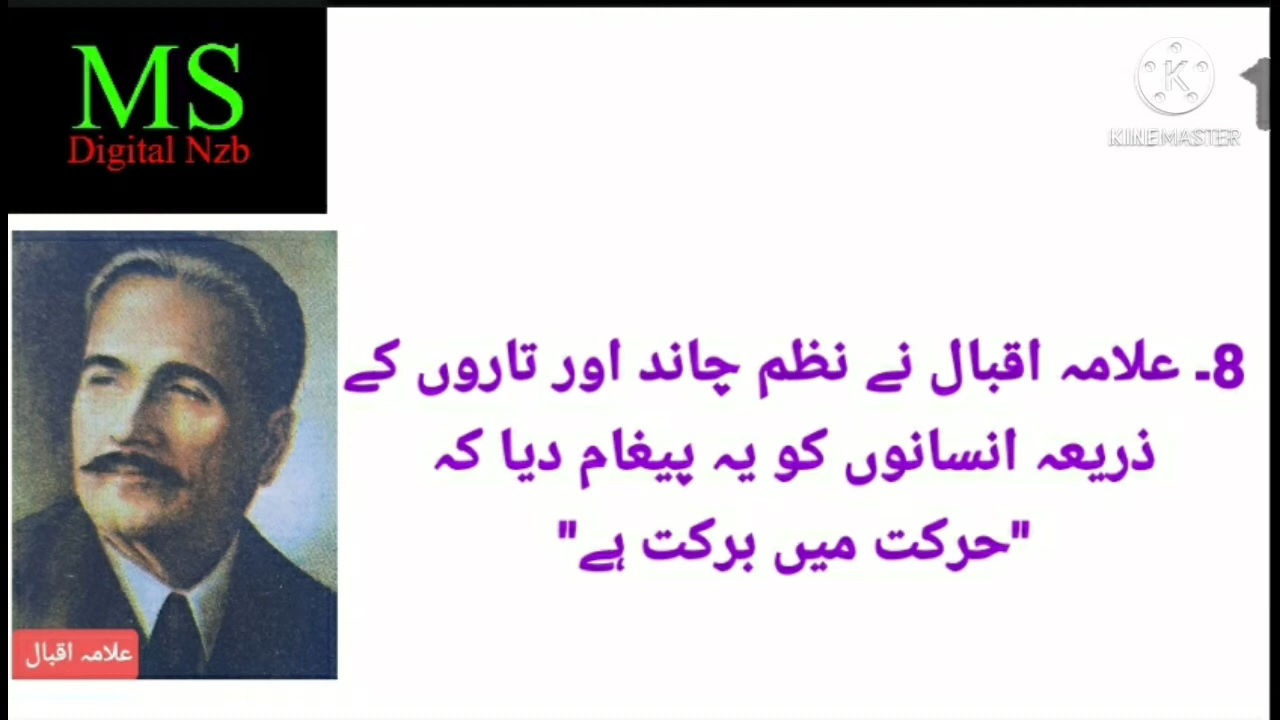 MS
Digital Nzb
KINEMASTER
8۔ علامہ اقبال نے نظم چاند اور تاروں کے
ذریعہ انسانوں کو یہ پیغام دیا کہ
"حرکت میں برکت ہے"
علامہ اقبال